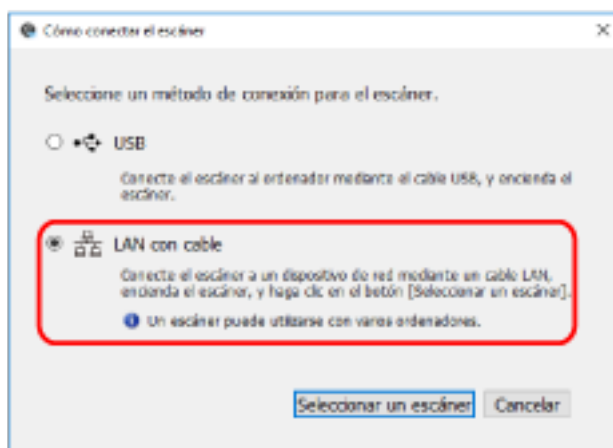 Cómo conectar el escáner
Seleccione un método de conexión para el escáner.
USB
Conecte el escáner al ordenador mediante el cable USB, y encienda el
escáner.
LAN con cable
Conecte el escáner a un dispositivo de red mediante un cable LAN,
encienda el escáner, y haga clic en el botón [Seleccionar un escáner].
Un escáner puede utilizarse con varios ordenadores.
Seleccionar un escáner Cancelar